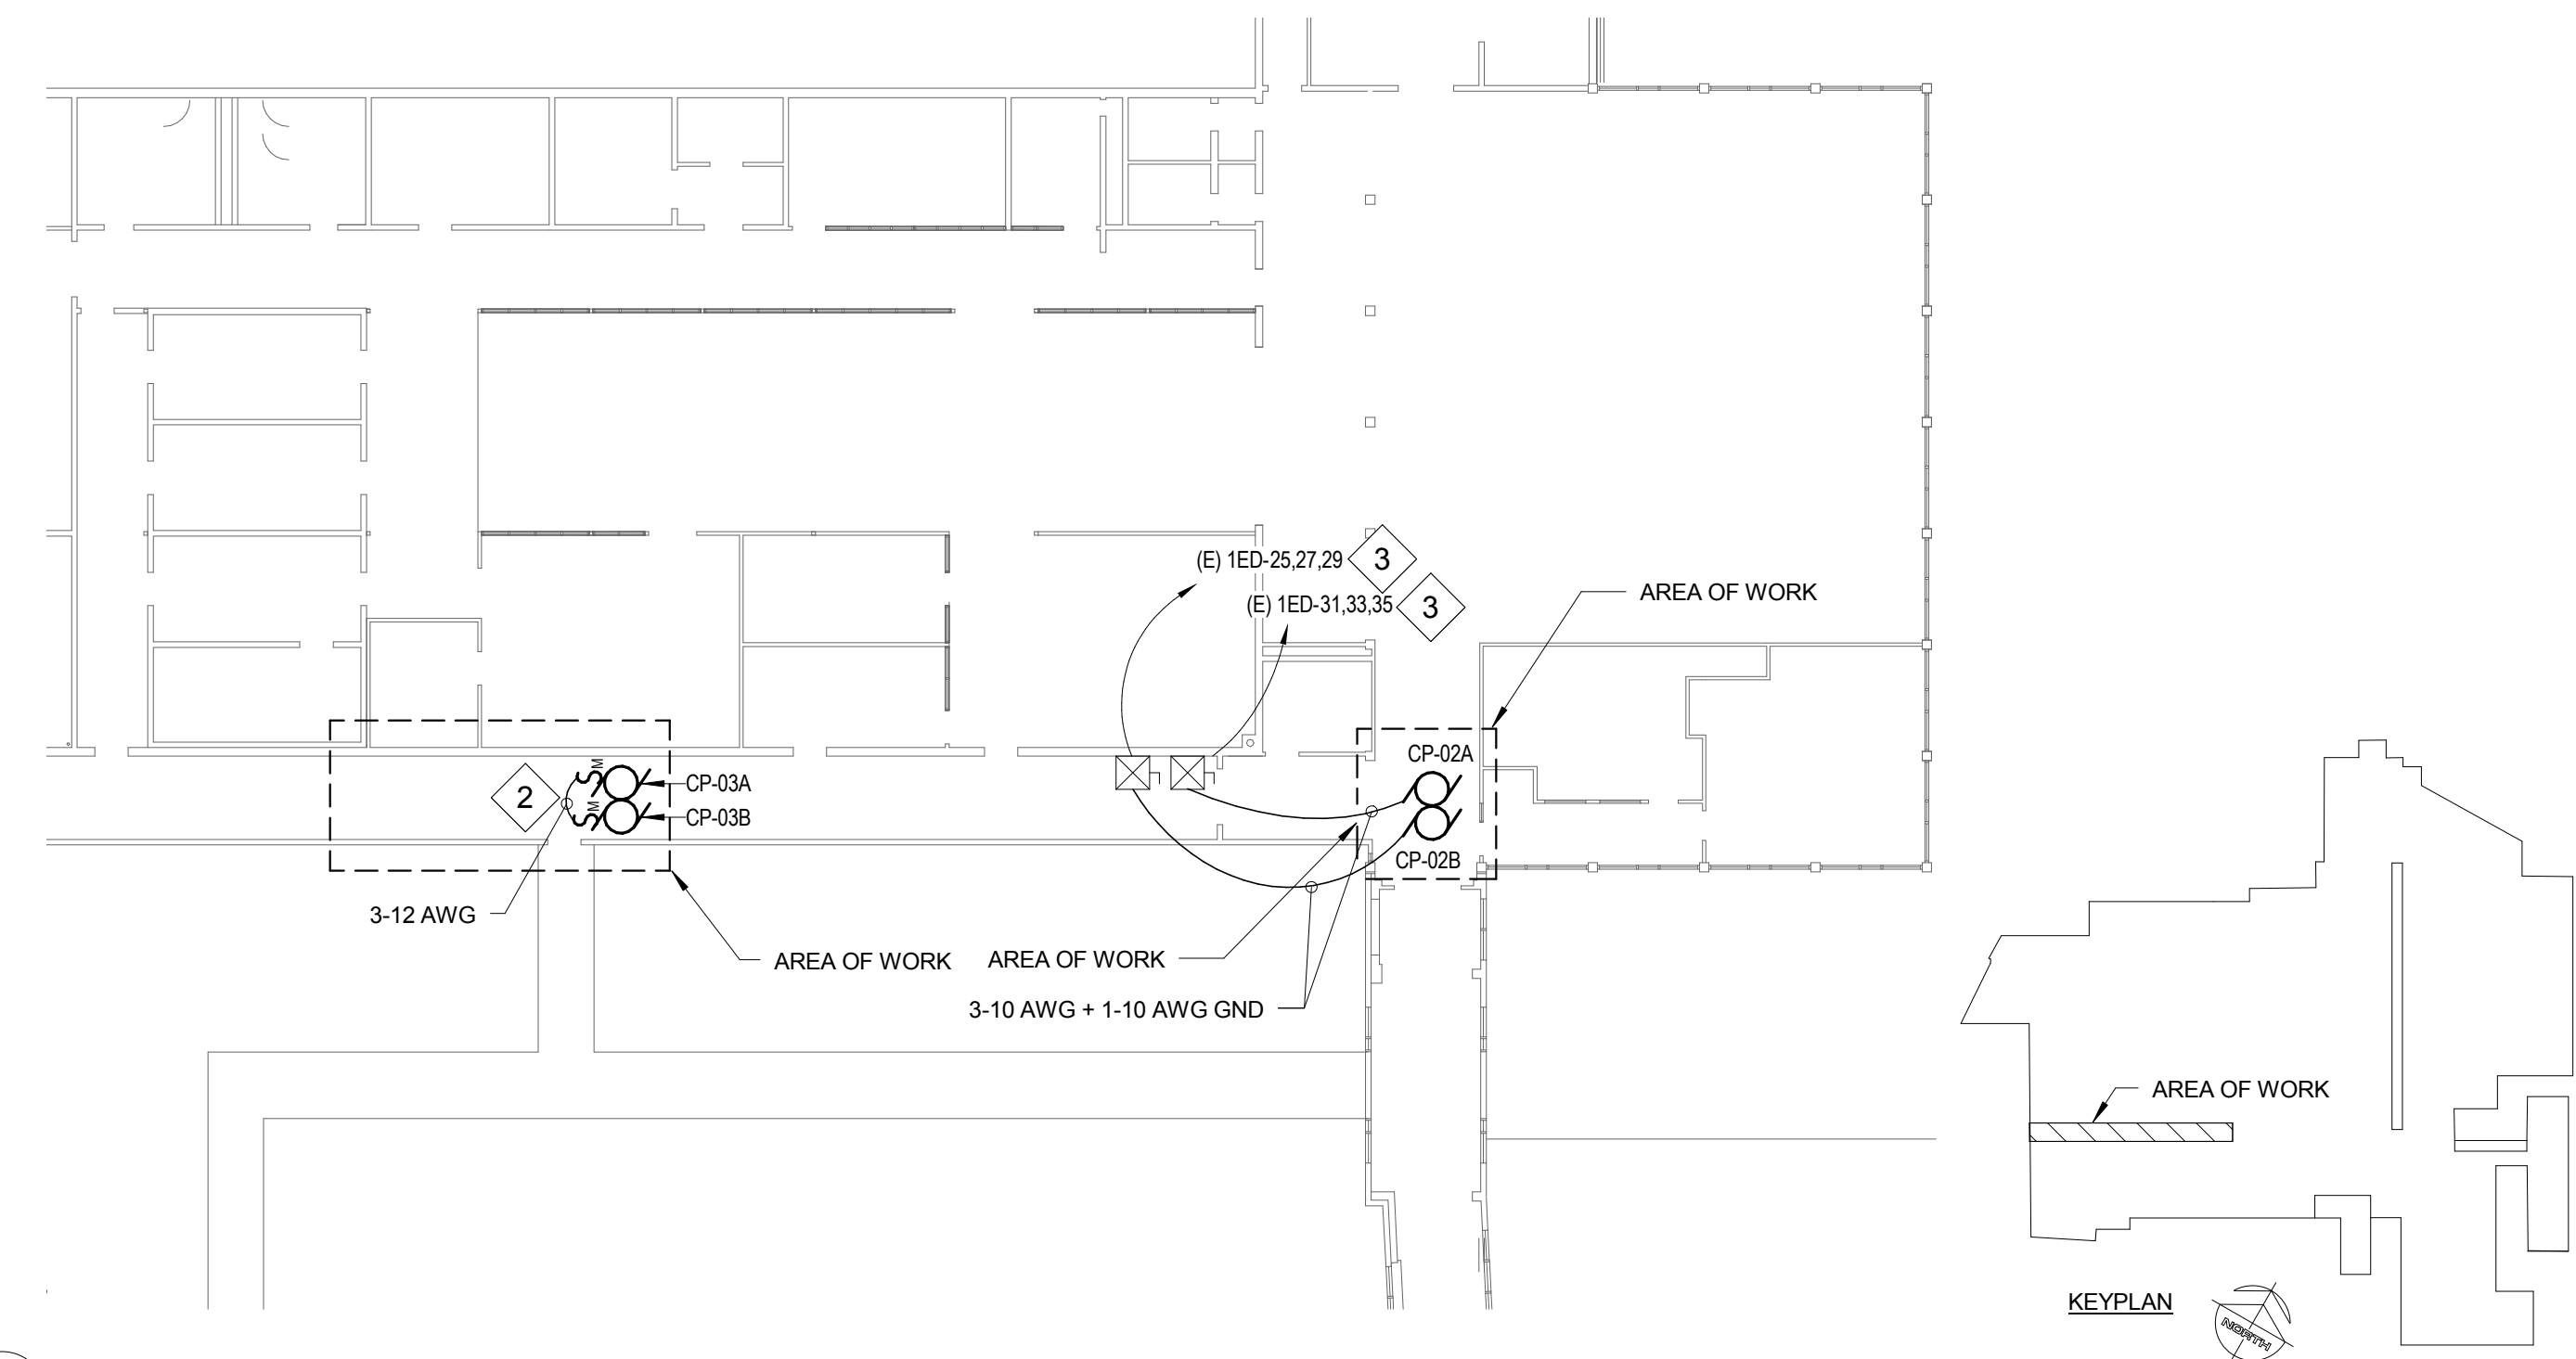 (E) 1ED-25,27,29
3
(E) 1ED-31,33,35
3
AREA OF WORK
CP-02A
M
CP-03A
2
M
CP-03B
CP-02B
3-12 AWG
AREA OF WORK
AREA OF WORK
3-10 AWG + 1-10 AWG GND
AREA OF WORK
KEYPLAN
NORTH